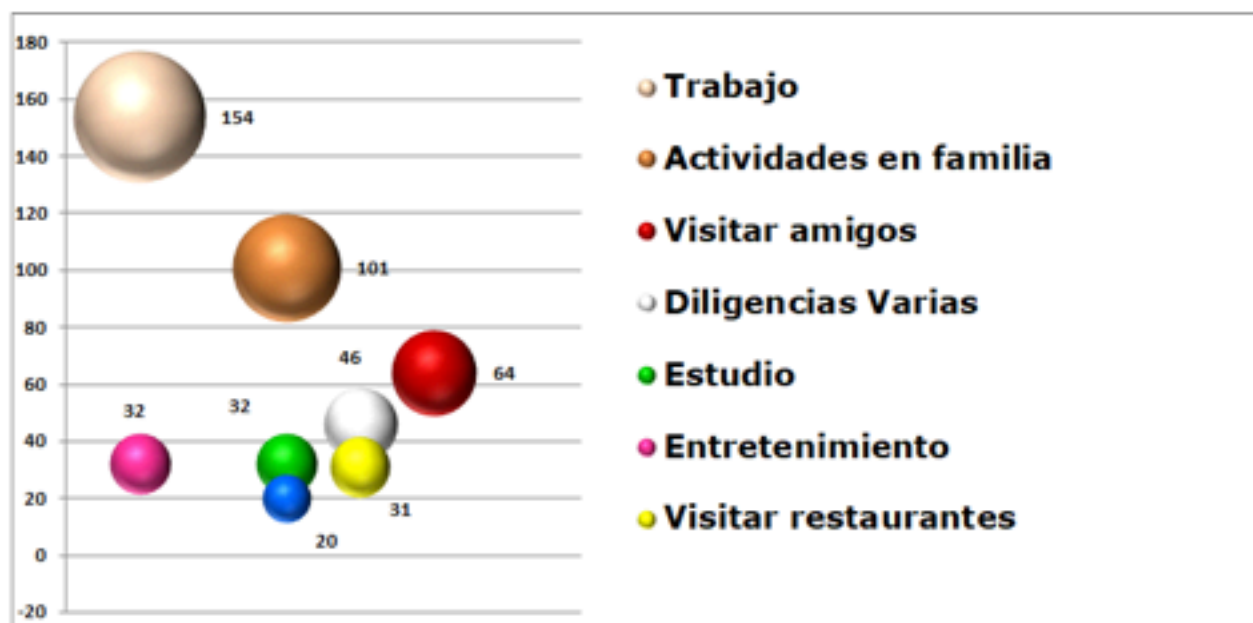 180
160
140
120
100
80
60
40
20
0
-20
154
101
46
64
32
32
31
20
Trabajo
Actividades en familia
Visitar amigos
Diligencias Varias
Estudio
Entretenimiento
Visitar restaurantes